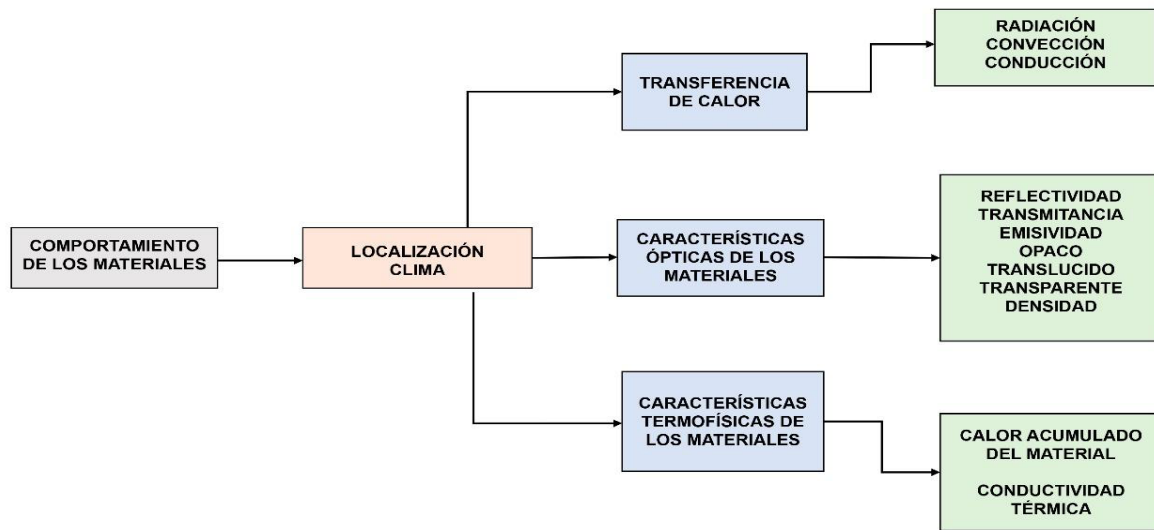 COMPORTAMIENTO
DE LOS MATERIALES
LOCALIZACIÓN
CLIMA
TRANSFERENCIA
DE CALOR
RADIACIÓN
CONVECCIÓN
CONDUCCIÓN
CARACTERÍSTICAS
ÓPTICAS DE LOS
MATERIALES
REFLECTIVIDAD
TRANSMITANCIA
EMISIVIDAD
OPACO
TRANSLUCIDO
TRANSPARENTE
DENSIDAD
CARACTERÍSTICAS
TERMOFÍSICAS DE
LOS MATERIALES
CALOR ACUMULADO
DEL MATERIAL
CONDUCTIVIDAD
TÉRMICA